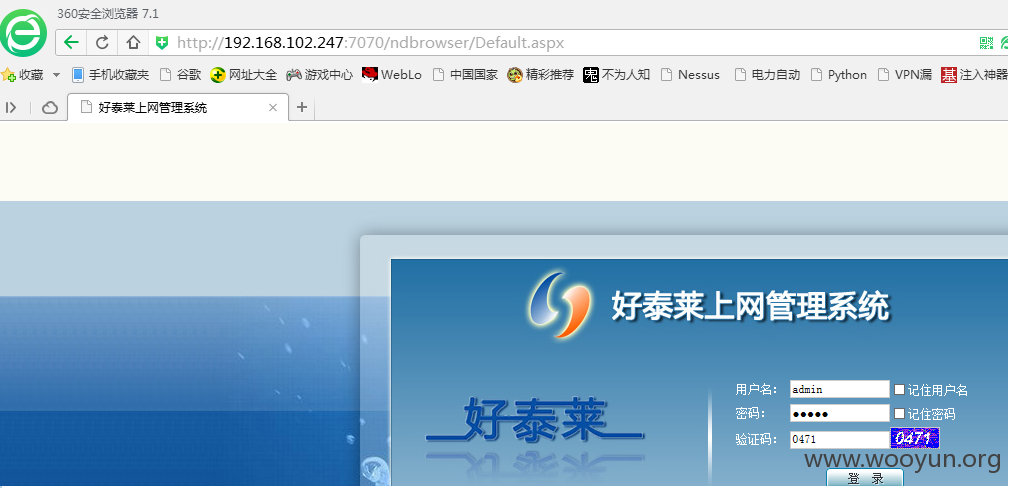 360安全浏览器 7.1
http://192.168.102.247:7070/ndbrowser/Default.aspx
收藏 手机收藏夹 谷歌 网址大全 游戏中心 WebLo 中国国家 精彩推荐 不为人知 Nessus 电力自动 Python VPN漏 注入神器
好泰莱上网管理系统
好泰莱上网管理系统
好泰莱
用户名: admin 记住用户名
密码: ●●●●● 记住密码
验证码: 0471 0471
www.wooyun.org
登 录